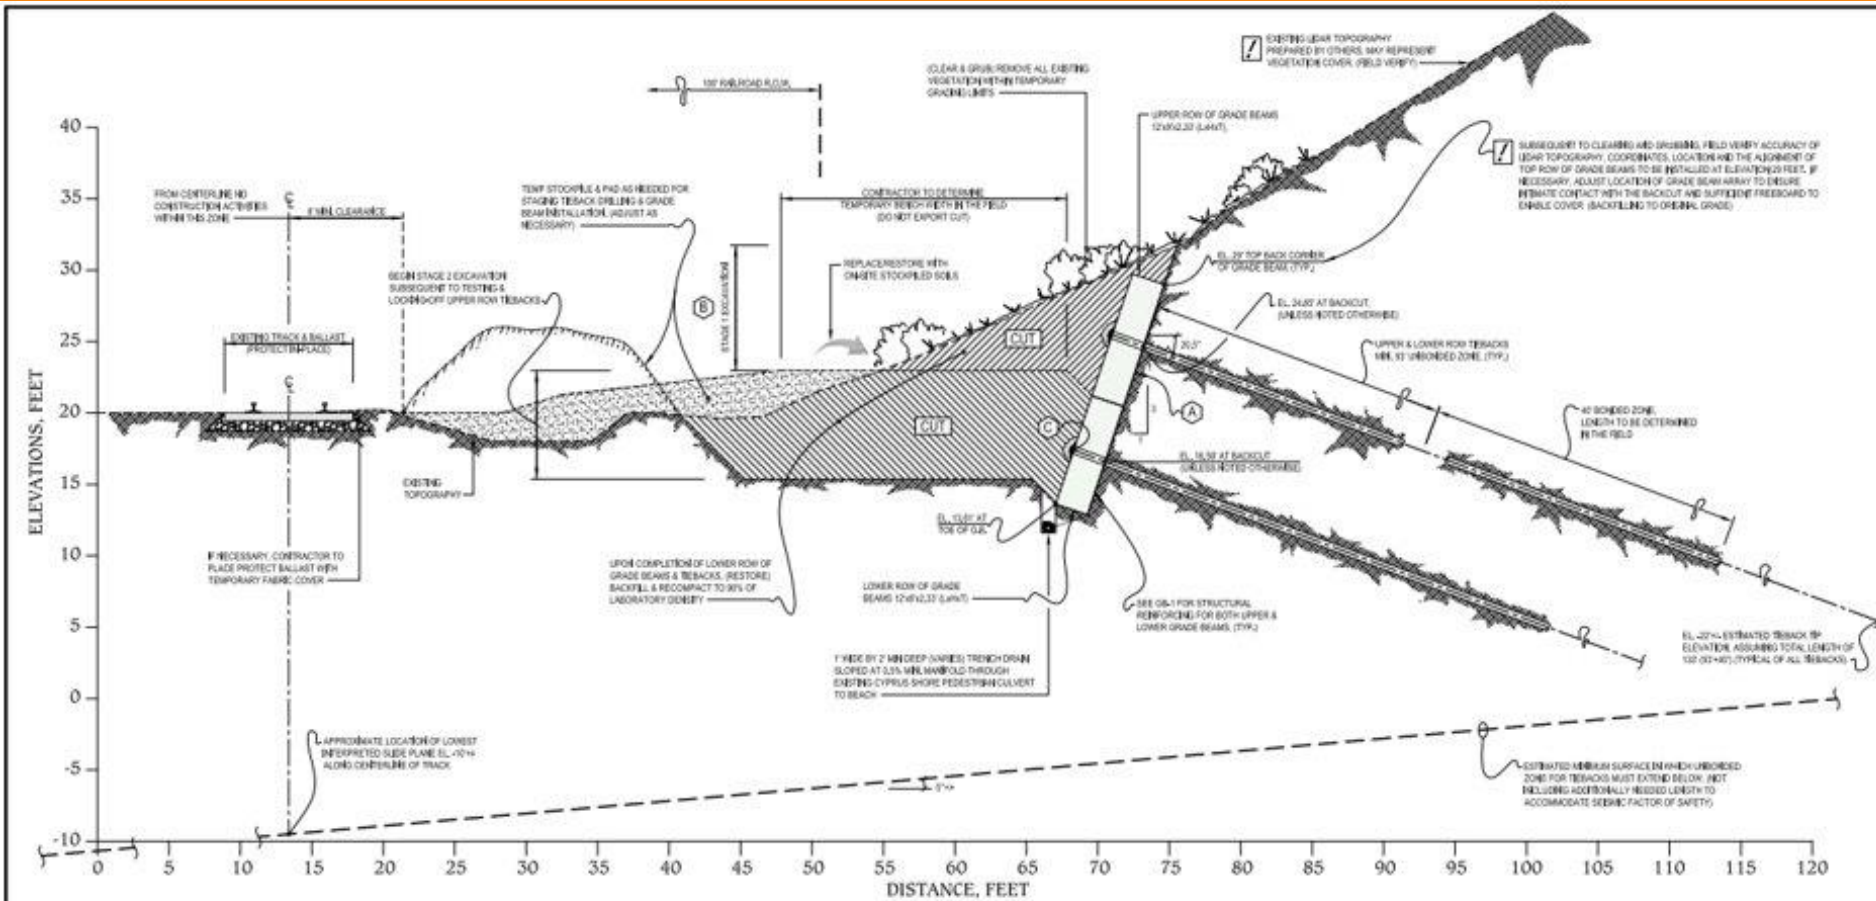 EXISTING LIDAR TOPOGRAPHY
PREPARED BY OTHERS, MAY REPRESENT
VEGETATION COVER. (FIELD VERIFY)
100' RAILROAD R.O.W.
(CLEAR & GRUB) REMOVE ALL EXISTING
VEGETATION WITHIN TEMPORARY
GRADING LIMITS
UPPER ROW OF GRADE BEAMS
SUBSEQUENT TO CLEARING AND GRUBBING, FIELD VERIFY ACCURACY OF
LIDAR TOPOGRAPHY, COORDINATES, LOCATION AND THE ALIGNMENT OF
TOP ROW OF GRADE BEAMS TO BE INSTALLED AT ELEVATION 29 FEET. IF
NECESSARY, ADJUST LOCATION OF GRADE BEAM ARRAY TO ENSURE
INTIMATE CONTACT WITH THE BACKCUT AND SUFFICIENT FREEBOARD TO
ENABLE COVER (BACKFILLING TO ORIGINAL GRADE)
FROM CENTERLINE NO
CONSTRUCTION ACTIVITIES
WITHIN THIS ZONE
MIN. CLEARANCE
TEMP STOCKPILE & PAD AS NEEDED FOR
STAGING TIEBACK DRILLING & GRADE
BEAM INSTALLATION. (ADJUST AS
NECESSARY)
CONTRACTOR TO DETERMINE
TEMPORARY BENCH WIDTH IN THE FIELD
(DO NOT EXPORT CUT)
BEGIN STAGE 2 EXCAVATION
SUBSEQUENT TO TESTING &
LOCKING-OFF UPPER ROW TIEBACKS
REPLACE/RESTORE WITH
ON-SITE STOCKPILED SOILS
STAGE 1 EXCAVATION
B
EL. 29' TOP BACK CORNER
OF GRADE BEAM. (TYP.)
AT BACKCUT,
(UNLESS NOTED OTHERWISE)
EXISTING TRACK & BALLAST
(PROTECT-IN-PLACE)
CUT
UPPER & LOWER ROW TIEBACKS
MIN. 93' UNBONDED ZONE. (TYP.)
A
C
CUT
40' BONDED ZONE,
LENGTH TO BE DETERMINED
IN THE FIELD
AT BACKCUT
(UNLESS NOTED OTHERWISE)
EXISTING
TOPOGRAPHY
TOE OF G.B.
IF NECESSARY, CONTRACTOR TO
PLACE PROTECT BALLAST WITH
TEMPORARY FABRIC COVER
UPON COMPLETION OF LOWER ROW OF
GRADE BEAMS & TIEBACKS, (RESTORE)
BACKFILL & RECOMPACT TO 90% OF
LABORATORY DENSITY
LOWER ROW OF GRADE
SEE GB-1 FOR STRUCTURAL
REINFORCING FOR BOTH UPPER &
LOWER GRADE BEAMS. (TYP.)
1' WIDE BY 2' MIN DEEP (VARIES) TRENCH DRAIN
SLOPED AT 0.5% MIN. MANIFOLD THROUGH
EXISTING CYPRUS SHORE PEDESTRIAN CULVERT
TO BEACH
ESTIMATED TIEBACK TIP
ELEVATION, ASSUMING TOTAL LENGTH OF
(TYPICAL OF ALL TIEBACKS)
APPROXIMATE LOCATION OF LOWEST
INTERPRETED SLIDE PLANE EL. -10'+/-
ALONG CENTERLINE OF TRACK
ESTIMATED MINIMUM SURFACE IN WHICH UNBONDED
ZONE FOR TIEBACKS MUST EXTEND BELOW. (NOT
INCLUDING ADDITIONALLY NEEDED LENGTH TO
ACCOMMODATE SEISMIC FACTOR OF SAFETY)
ELEVATIONS, FEET
40
35
30
25
20
15
10
5
0
-5
-10
0 5 10 15 20 25 30 35 40 45 50 55 60 65 70 75 80 85 90 95 100 105 110 115 120
DISTANCE, FEET